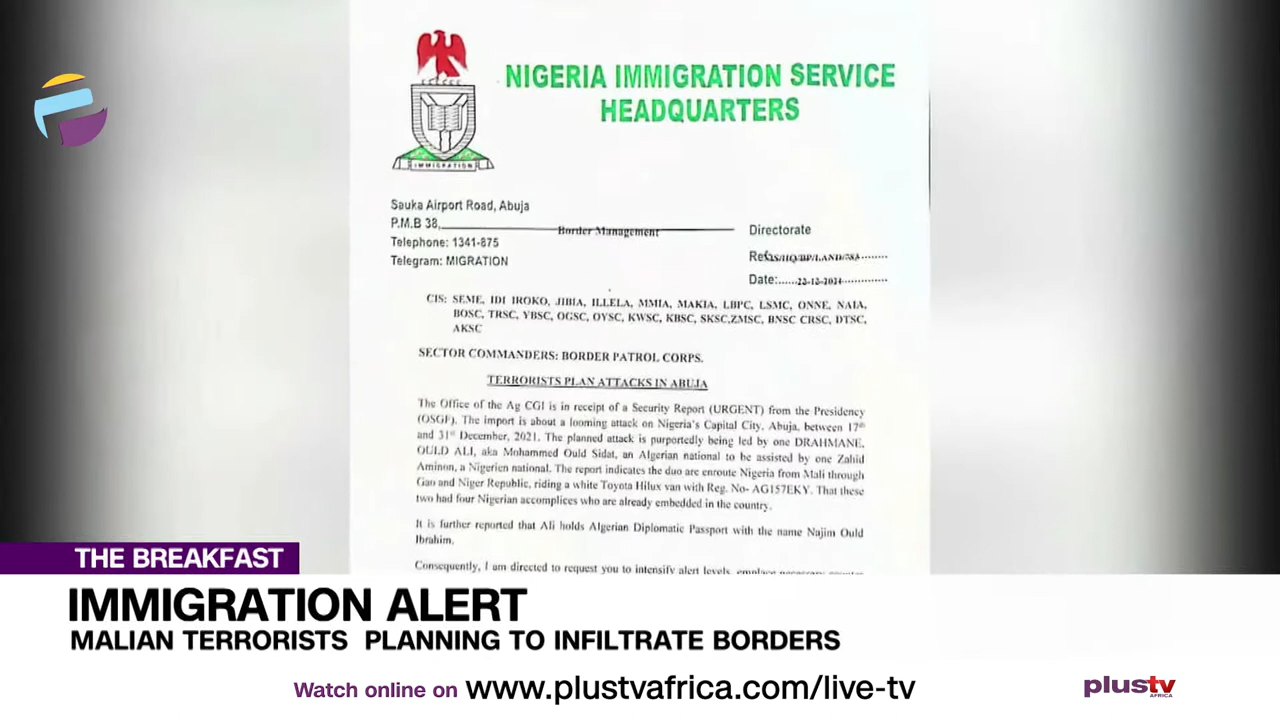 NIGERIA IMMIGRATION SERVICE
HEADQUARTERS
IMMIGRATION
Sauka Airport Road, Abuja
P.M.B 38,
Border Management
Directorate
Telephone: 1341-875
Telegram: MIGRATION
Date:......22-12-2021
CIS: SEME, IDI IROKO, JIBIA, ILLELA, MMIA, MAKIA, LBPC, LSMC, ONNE, NAIA,
BOSC, TRSC, YBSC, OGSC, OYSC, KWSC, KBSC, SKSC,ZMSC, BNSC CRSC, DTSC,
AKSC
SECTOR COMMANDERS: BORDER PATROL CORPS.
TERRORISTS PLAN ATTACKS IN ABUJA
The Office of the Ag CGI is in receipt of a Security Report (URGENT) from the Presidency
(OSGF). The import is about a looming attack on Nigeria's Capital City, Abuja, between 17th
and 31st December, 2021. The planned attack is purportedly being led by one DRAHMANE,
OULD ALI, aka Mohammed Ould Sidat, an Algerian national to be assisted by one Zahid
Aminon, a Nigerien national. The report indicates the duo are enroute Nigeria from Mali through
Gao and Niger Republic, riding a white Toyota Hilux van with Reg. No- AG157EKY. That these
two had four Nigerian accomplices who are already embedded in the country.
It is further reported that Ali holds Algerian Diplomatic Passport with the name Najim Ould
Ibrahim.
Consequently, I am directed to request you to intensify alert levels,
THE BREAKFAST
IMMIGRATION ALERT
MALIAN TERRORISTS PLANNING TO INFILTRATE BORDERS
Watch online on www.plustvafrica.com/live-tv
plustv
AFRICA